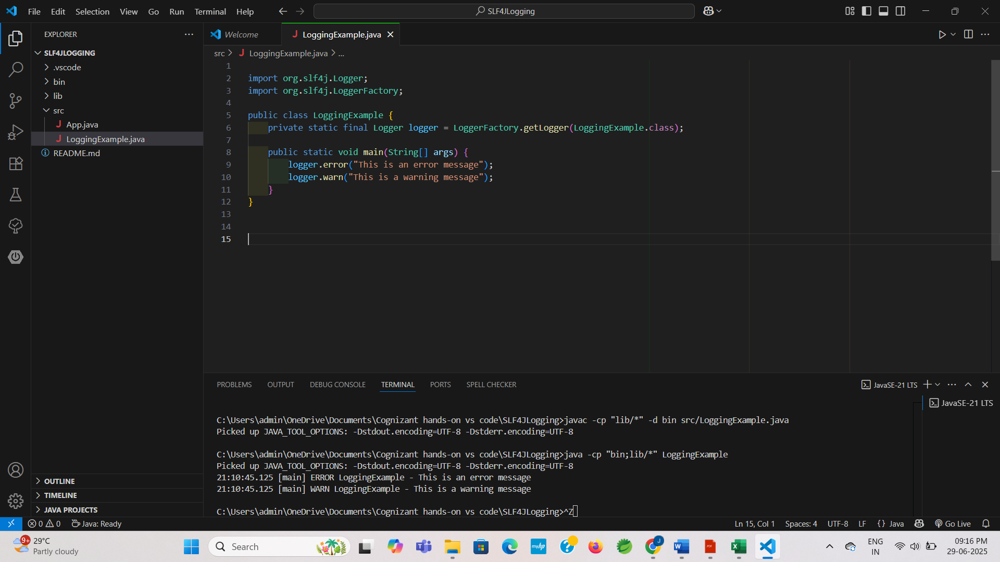 File Edit Selection View Go Run Terminal Help
SLF4JLogging
EXPLORER
SLF4JLOGGING
.vscode
bin
lib
src
App.java
LoggingExample.java
README.md
OUTLINE
TIMELINE
JAVA PROJECTS
Welcome
LoggingExample.java
src > LoggingExample.java > ...
1
2 import org.slf4j.Logger;
3 import org.slf4j.LoggerFactory;
4
5 public class LoggingExample {
6 private static final Logger logger = LoggerFactory.getLogger(LoggingExample.class);
7
8 public static void main(String[] args) {
9 logger.error("This is an error message");
10 logger.warn("This is a warning message");
11 }
12 }
13
14
15
PROBLEMS OUTPUT DEBUG CONSOLE TERMINAL PORTS SPELL CHECKER
JavaSE-21 LTS
JavaSE-21 LTS
C:\Users\admin\OneDrive\Documents\Cognizant hands-on vs code\SLF4JLogging>javac -cp "lib/*" -d bin src/LoggingExample.java
Picked up JAVA_TOOL_OPTIONS: -Dstdout.encoding=UTF-8 -Dstderr.encoding=UTF-8
C:\Users\admin\OneDrive\Documents\Cognizant hands-on vs code\SLF4JLogging>java -cp "bin;lib/*" LoggingExample
Picked up JAVA_TOOL_OPTIONS: -Dstdout.encoding=UTF-8 -Dstderr.encoding=UTF-8
21:10:45.125 [main] ERROR LoggingExample - This is an error message
21:10:45.125 [main] WARN LoggingExample - This is a warning message
C:\Users\admin\OneDrive\Documents\Cognizant hands-on vs code\SLF4JLogging>^Z
0 0 Java: Ready
Ln 15, Col 1 Spaces: 4 UTF-8 LF {} Java Go Live
9+
29°C
Partly cloudy
Search
myhp
J
W
PDF
X
ENG
IN
09:16 PM
29-06-2025